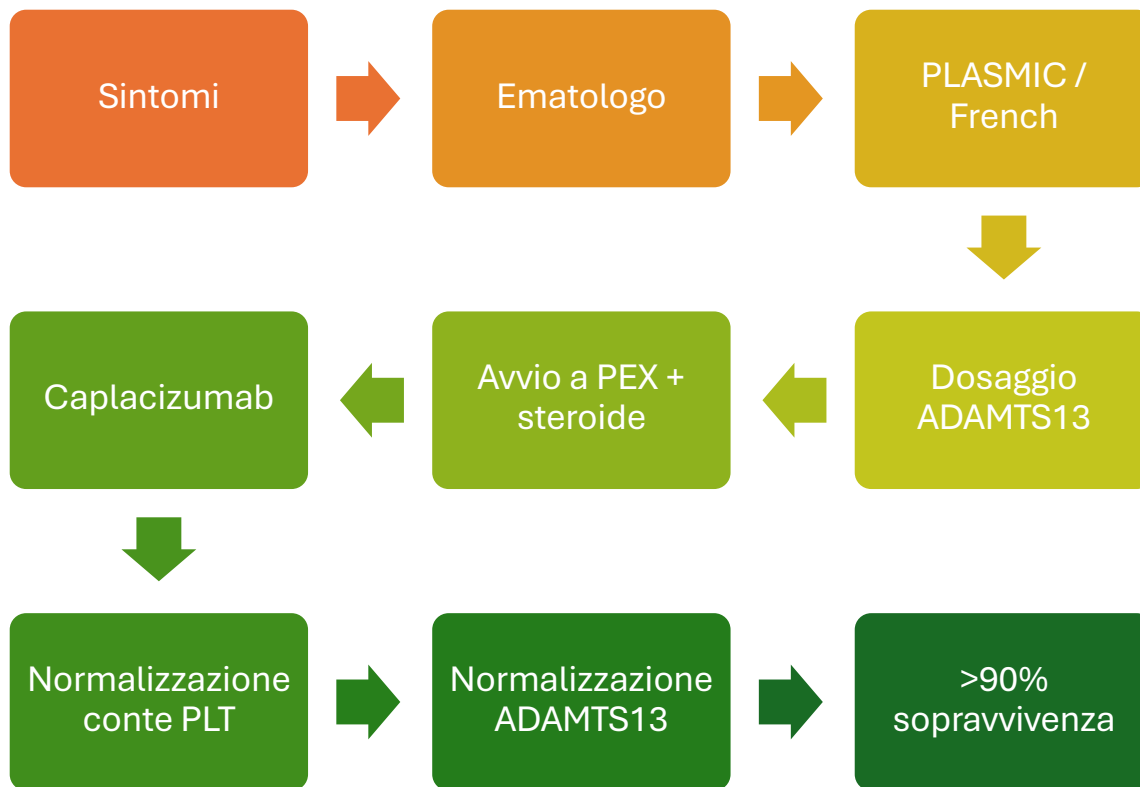 Sintomi
Ematologo
PLASMIC /
French
Dosaggio
ADAMTS13
Avvio a PEX +
steroide
Caplacizumab
Normalizzazione
conte PLT
Normalizzazione
ADAMTS13
>90%
sopravvivenza